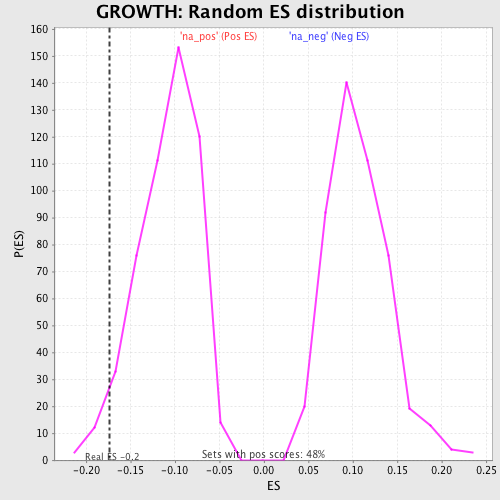 GROWTH: Random ES distribution
'na_pos' (Pos ES) 'na_neg' (Neg ES)
160
150
140
130
120
110
100
90
80
70
60
50
40
30
20
10
0
P(ES)
Real ES -0.2
Sets with pos scores: 48%
-0.20 -0.15 -0.10 -0.05 0.00 0.05 0.10 0.15 0.20 0.25
ES